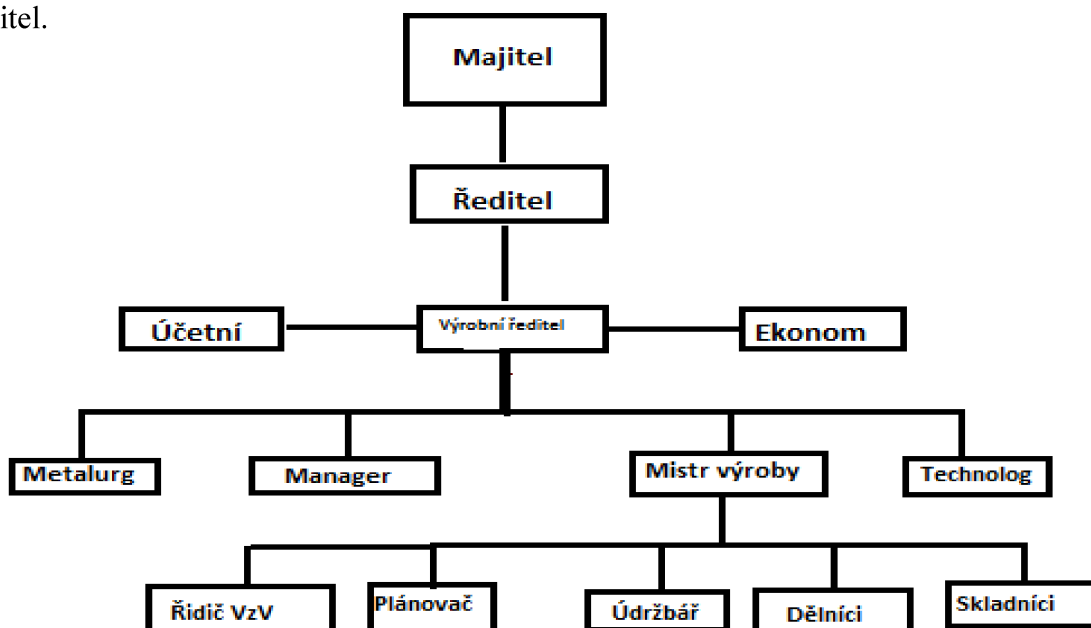 itel.
Majitel
Ředitel
Účetní
Výrobní ředitel
Ekonom
Metalurg
Manager
Mistr výroby
Technolog
Řidič VzV
Plánovač
Údržbář
Dělníci
Skladníci